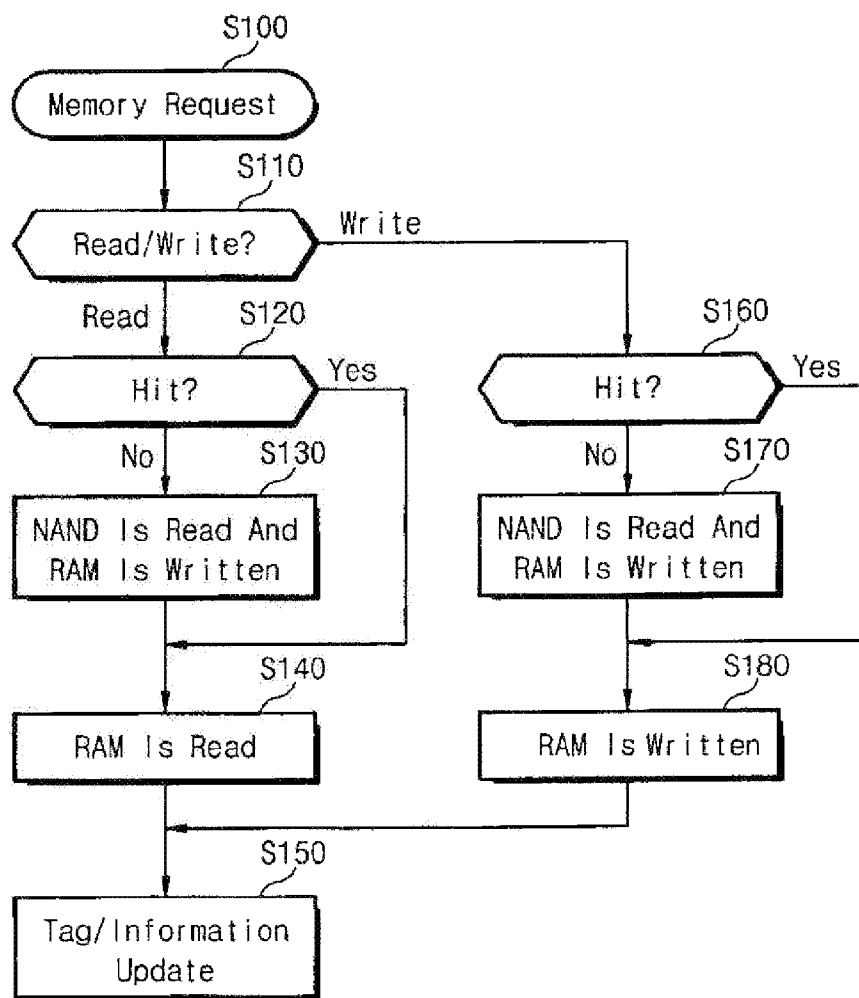 S100
Memory Request
S110
Read/Write?
Write
Read
S120
Hit?
Yes
S160
Hit?
Yes
No
S130
NAND Is Read And
RAM Is Written
No
S170
NAND Is Read And
RAM Is Written
S140
RAM Is Read
S180
RAM Is Written
S150
Tag/Information
Update